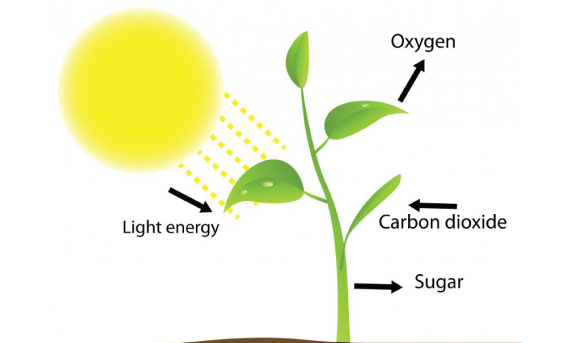 Oxygen
Light energy
Carbon dioxide
Sugar